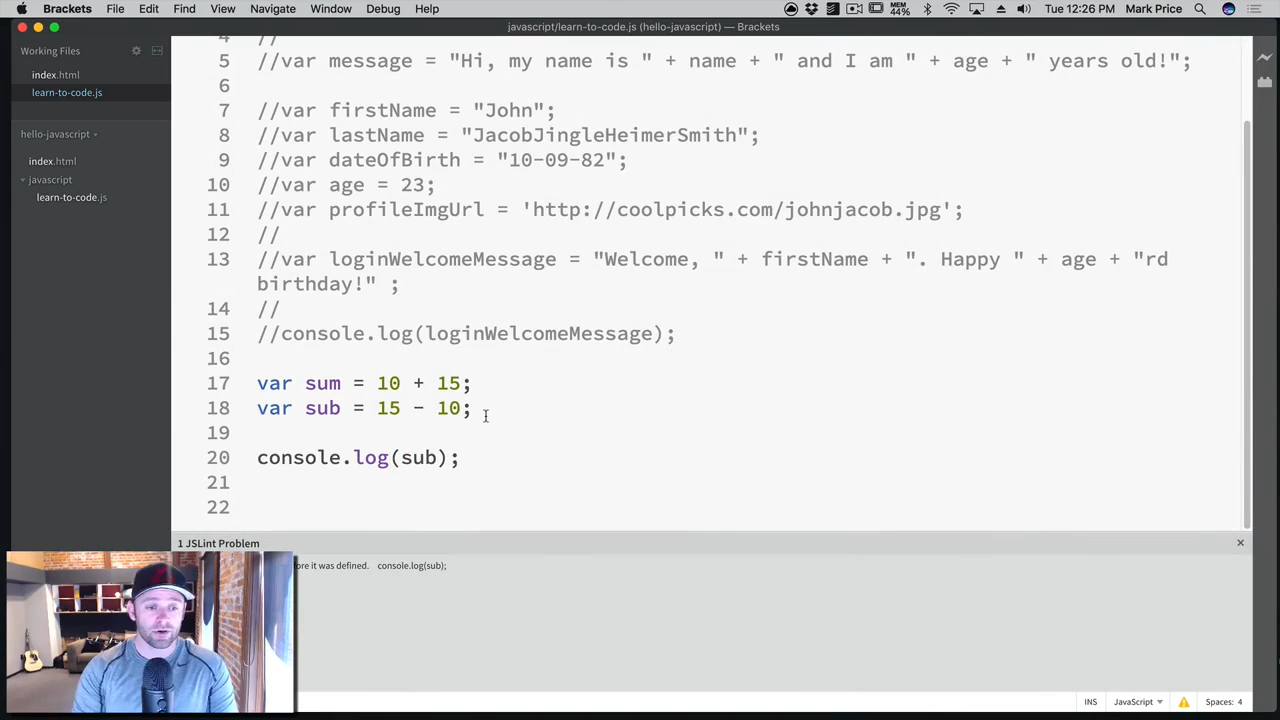 Brackets File Edit Find View Navigate Window Debug Help MEM 44% Tue 12:26 PM Mark Price
javascript/learn-to-code.js (hello-javascript) — Brackets
Working Files
index.html
learn-to-code.js
hello-javascript
index.html
javascript
learn-to-code.js
4 //
5 //var message = "Hi, my name is " + name + " and I am " + age + " years old!";
6
7 //var firstName = "John";
8 //var lastName = "JacobJingleHeimerSmith";
9 //var dateOfBirth = "10-09-82";
10 //var age = 23;
11 //var profileImgUrl = 'http://coolpicks.com/johnjacob.jpg';
12 //
13 //var loginWelcomeMessage = "Welcome, " + firstName + ". Happy " + age + "rd
birthday!" ;
14 //
15 //console.log(loginWelcomeMessage);
16
17 var sum = 10 + 15;
18 var sub = 15 - 10;
19
20 console.log(sub);
21
22
1 JSLint Problem
it was defined. console.log(sub);
INS JavaScript Spaces: 4